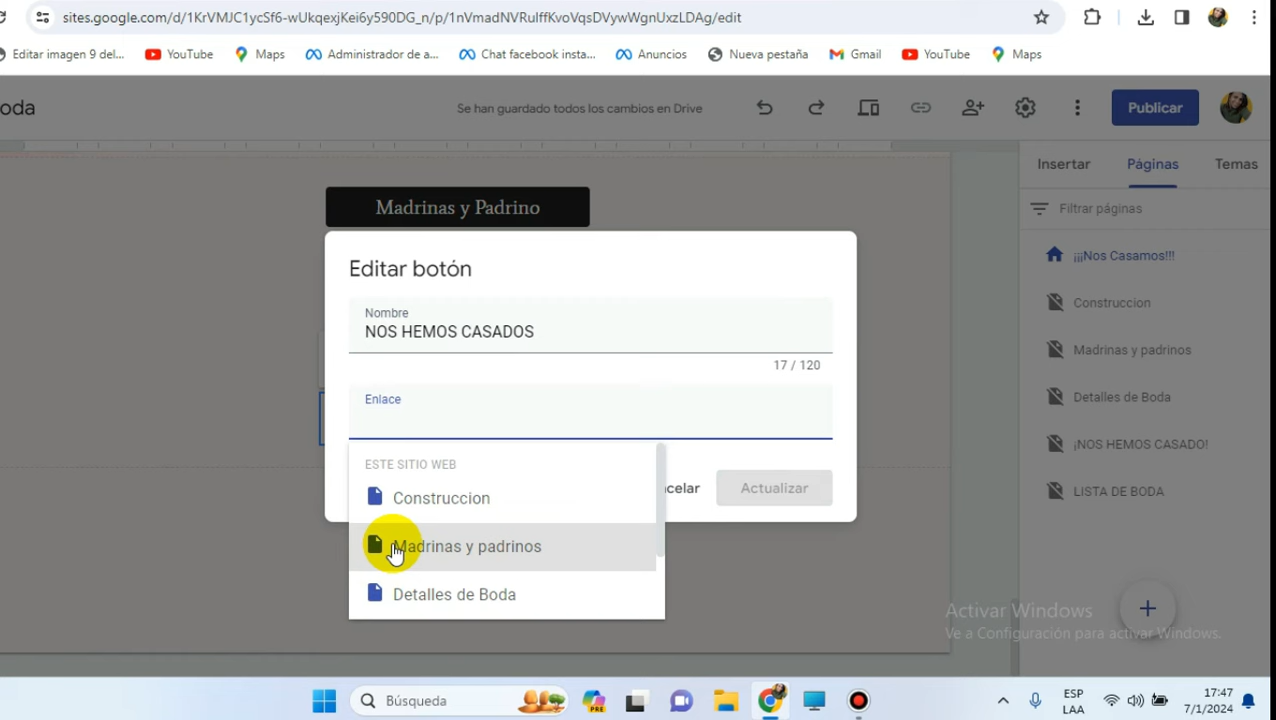 sites.google.com/d/1KrVMJC1ycSf6-wUkqexjKei6y590DG_n/p/1nVmadNVRulffKvoVqsDVywWgnUxzLDAg/edit
Editar imagen 9 del...
YouTube
Maps
Administrador de a...
Chat facebook insta...
Anuncios
Nueva pestaña
Gmail
YouTube
Maps
oda
Se han guardado todos los cambios en Drive
Publicar
Insertar
Páginas
Temas
Madrinas y Padrino
Filtrar páginas
Editar botón
¡¡¡Nos Casamos!!!
Nombre
NOS HEMOS CASADOS
Construccion
17 / 120
Madrinas y padrinos
Enlace
Detalles de Boda
¡NOS HEMOS CASADO!
ESTE SITIO WEB
Construccion
celar
Actualizar
LISTA DE BODA
Madrinas y padrinos
Detalles de Boda
Activar Windows
Ve a Configuración para activar Windows.
Búsqueda
PRE
ESP
LAA
17:47
7/1/2024